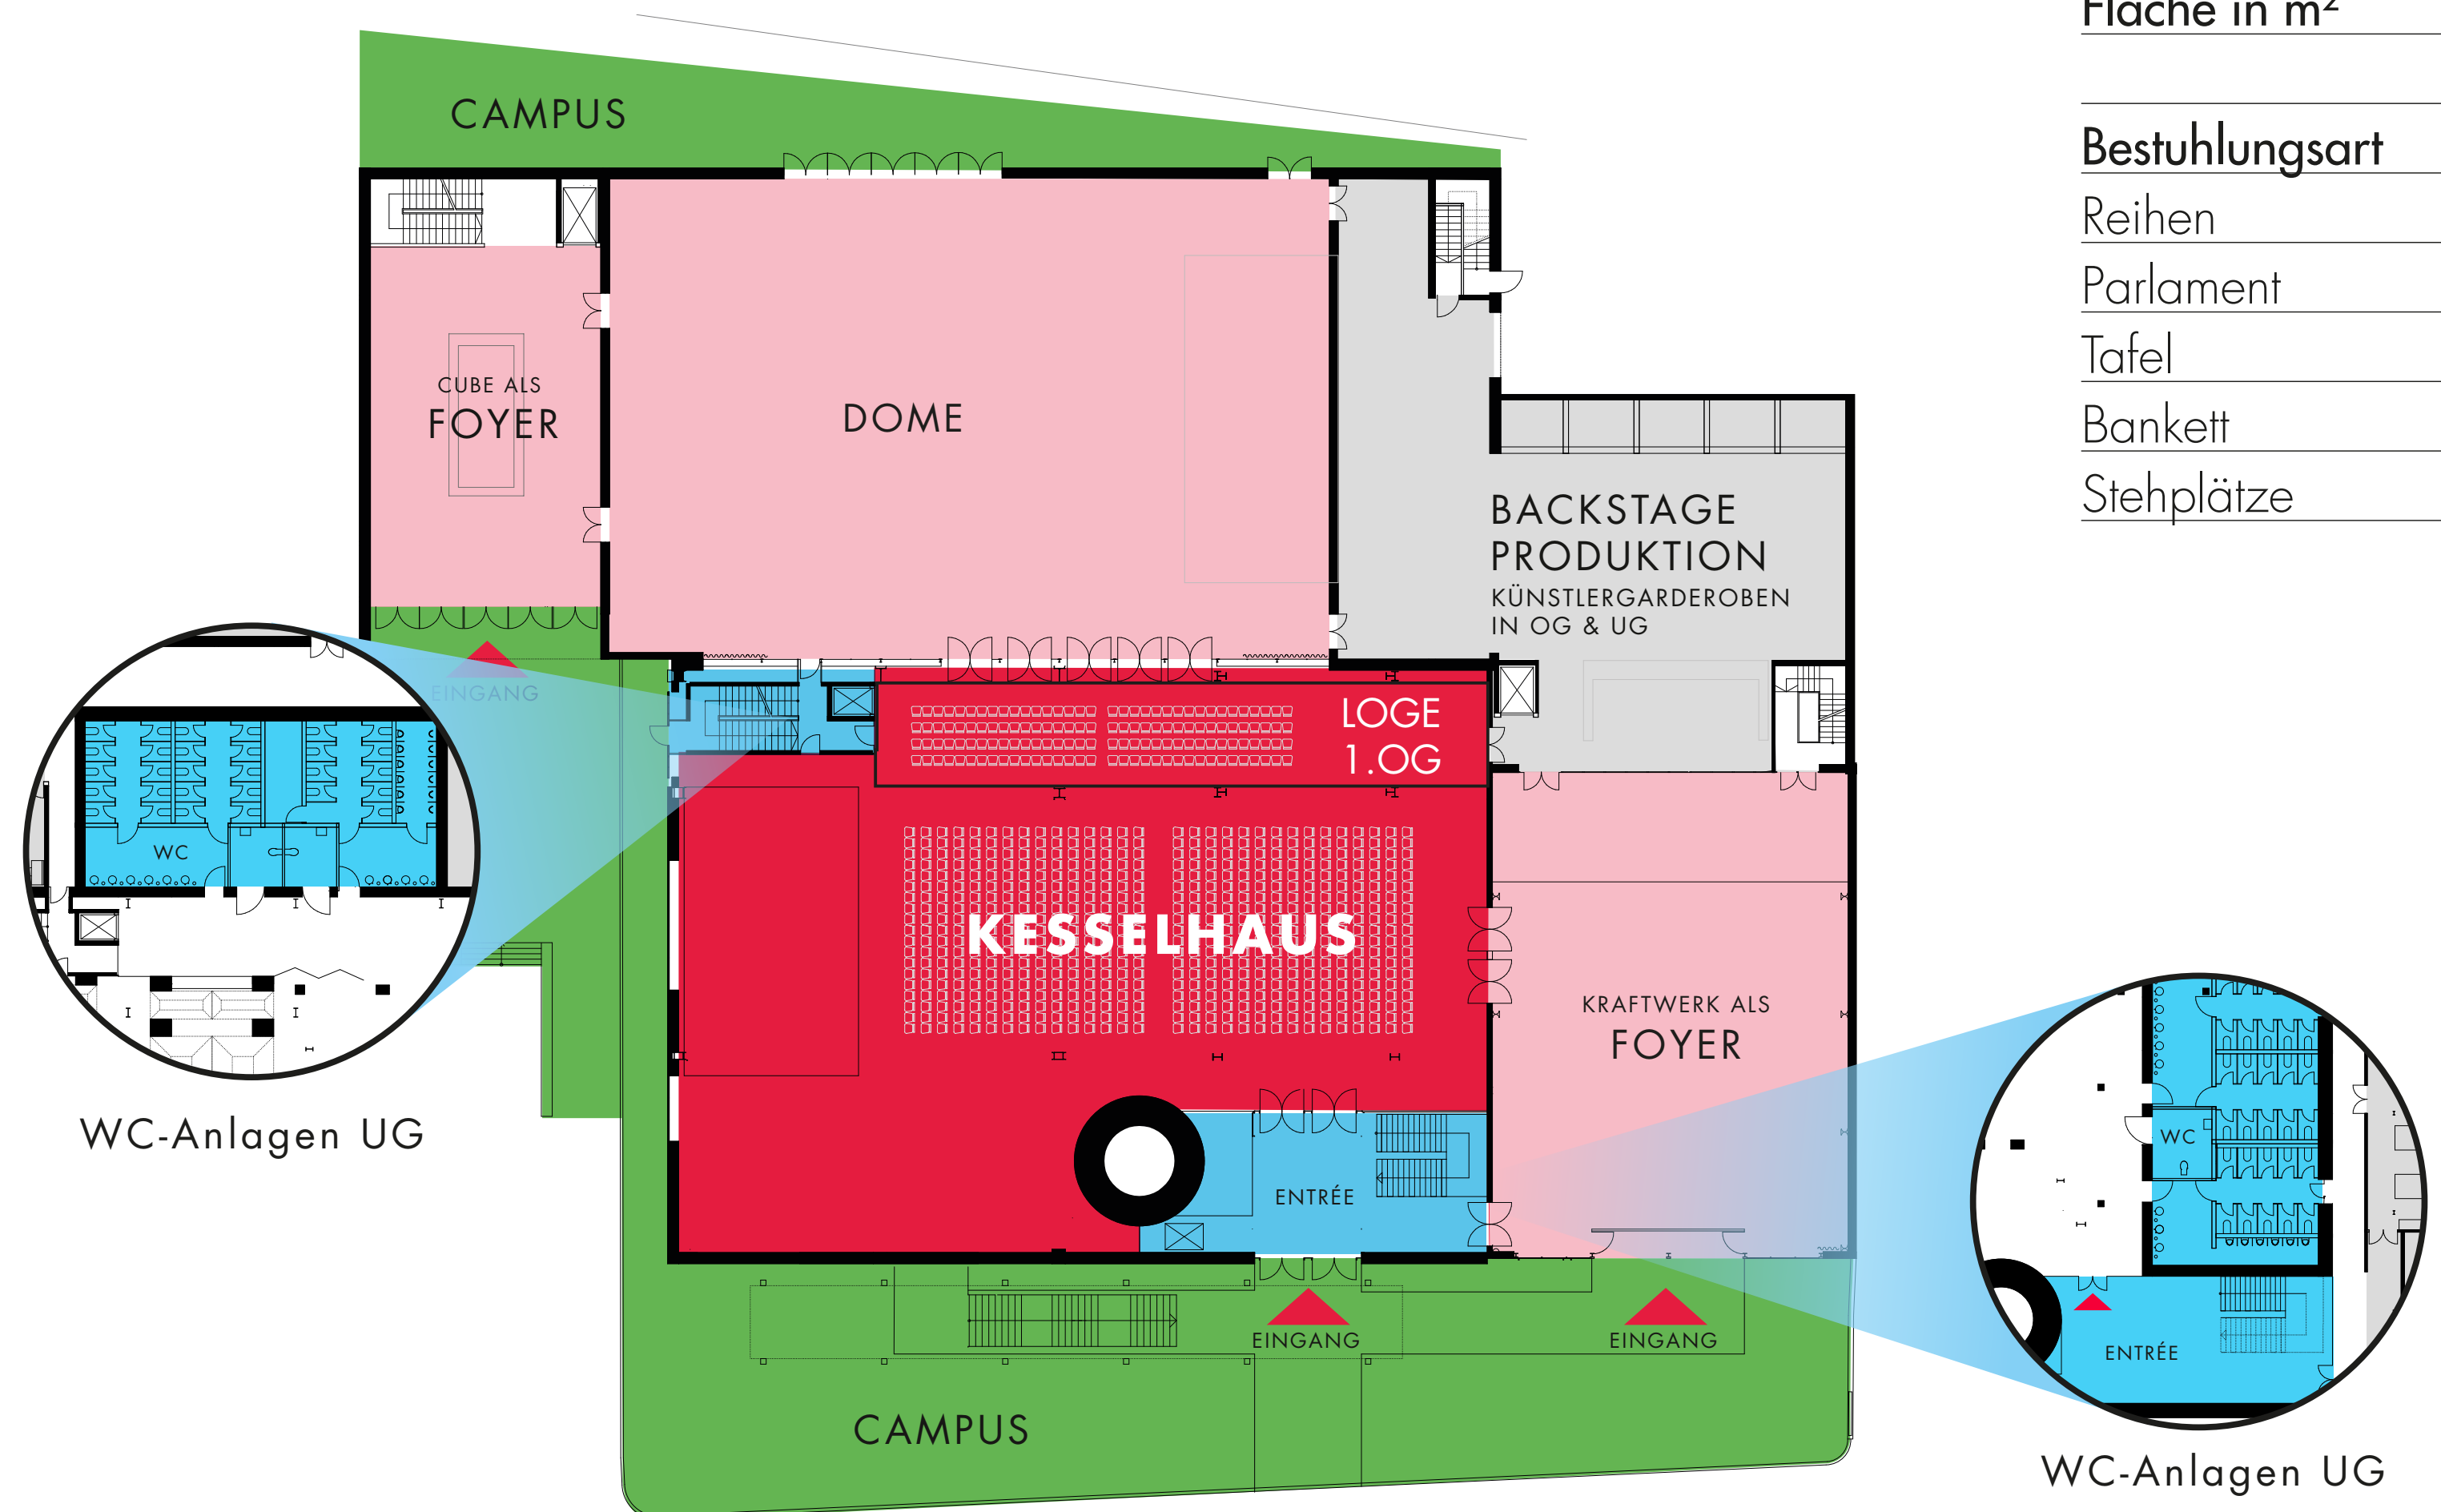 Fläche in m²
Bestuhlungsart
Reihen
Parlament
Tafel
Bankett
Stehplätze
CAMPUS
CUBE ALS
FOYER
DOME
BACKSTAGE
PRODUKTION
KÜNSTLERGARDEROBEN
IN OG & UG
EINGANG
LOGE
1.OG
WC
WC-Anlagen UG
KESSELHAUS
KRAFTWERK ALS
FOYER
ENTRÉE
EINGANG
EINGANG
CAMPUS
WC
ENTRÉE
WC-Anlagen UG